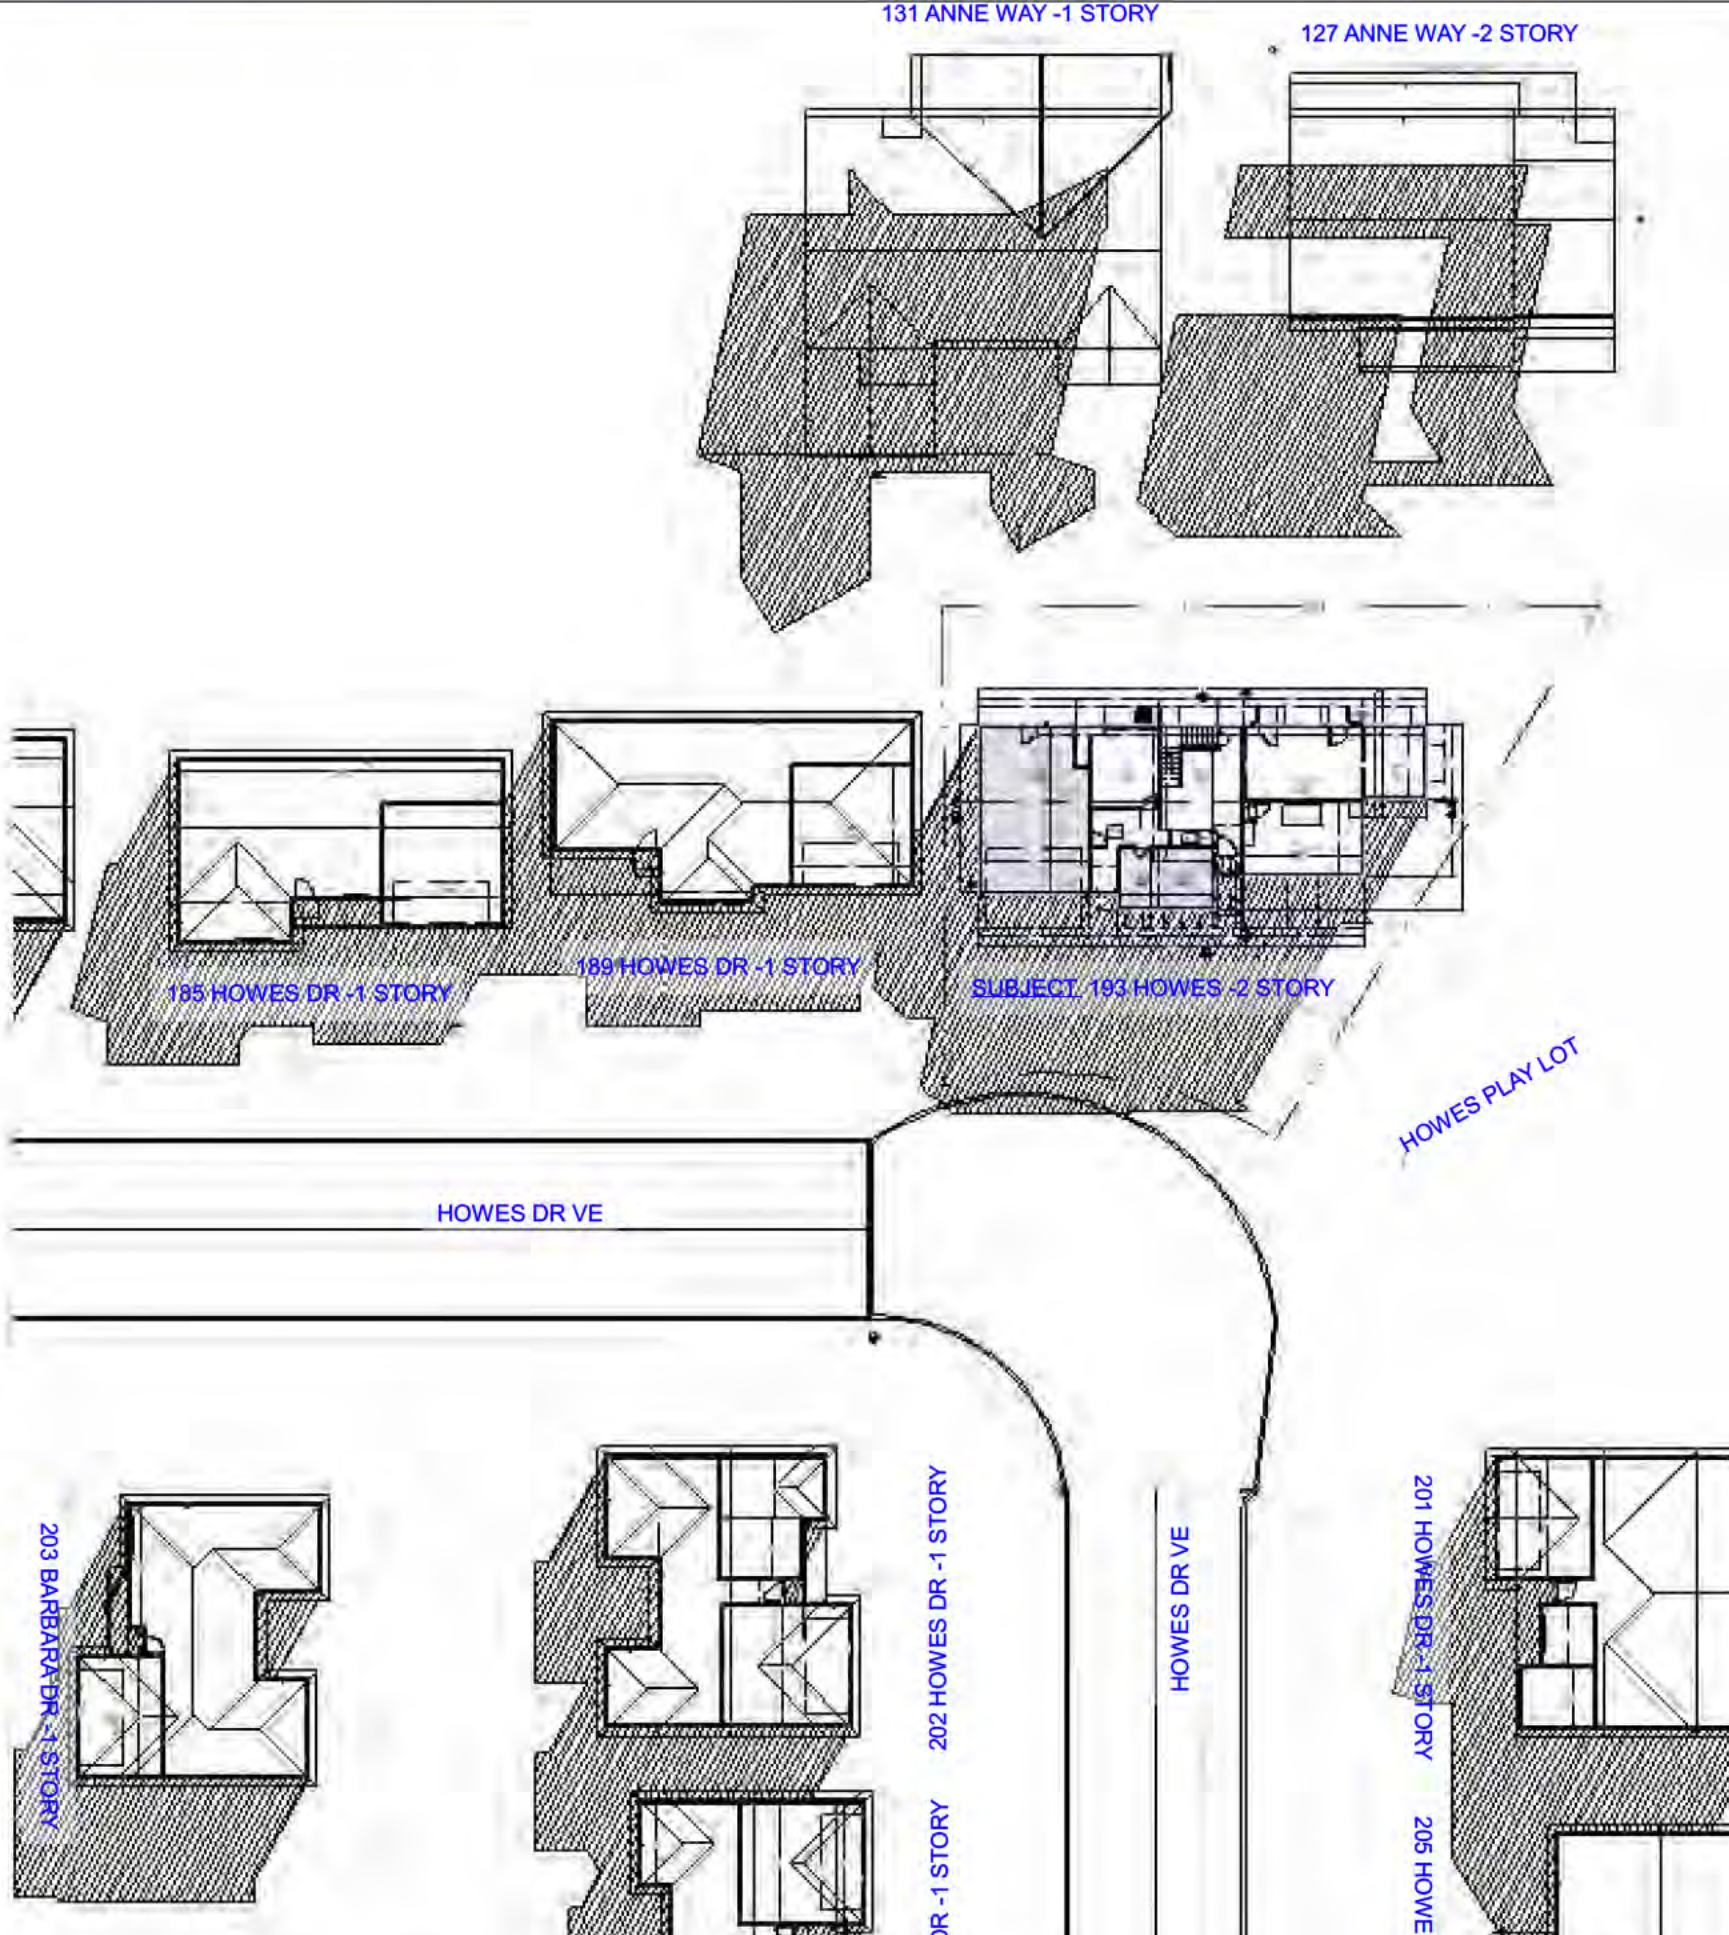 131 ANNE WAY -1 STORY
127 ANNE WAY -2 STORY
189 HOWES DR -1 STORY
185 HOWES DR -1 STORY
SUBJECT 193 HOWES -2 STORY
HOWES PLAY LOT
HOWES DR VE
203 BARBARA DR -1 STORY
202 HOWES DR -1 STORY
HOWES DR VE
201 HOWES DR -1 STORY
DR -1 STORY
205 HOWE